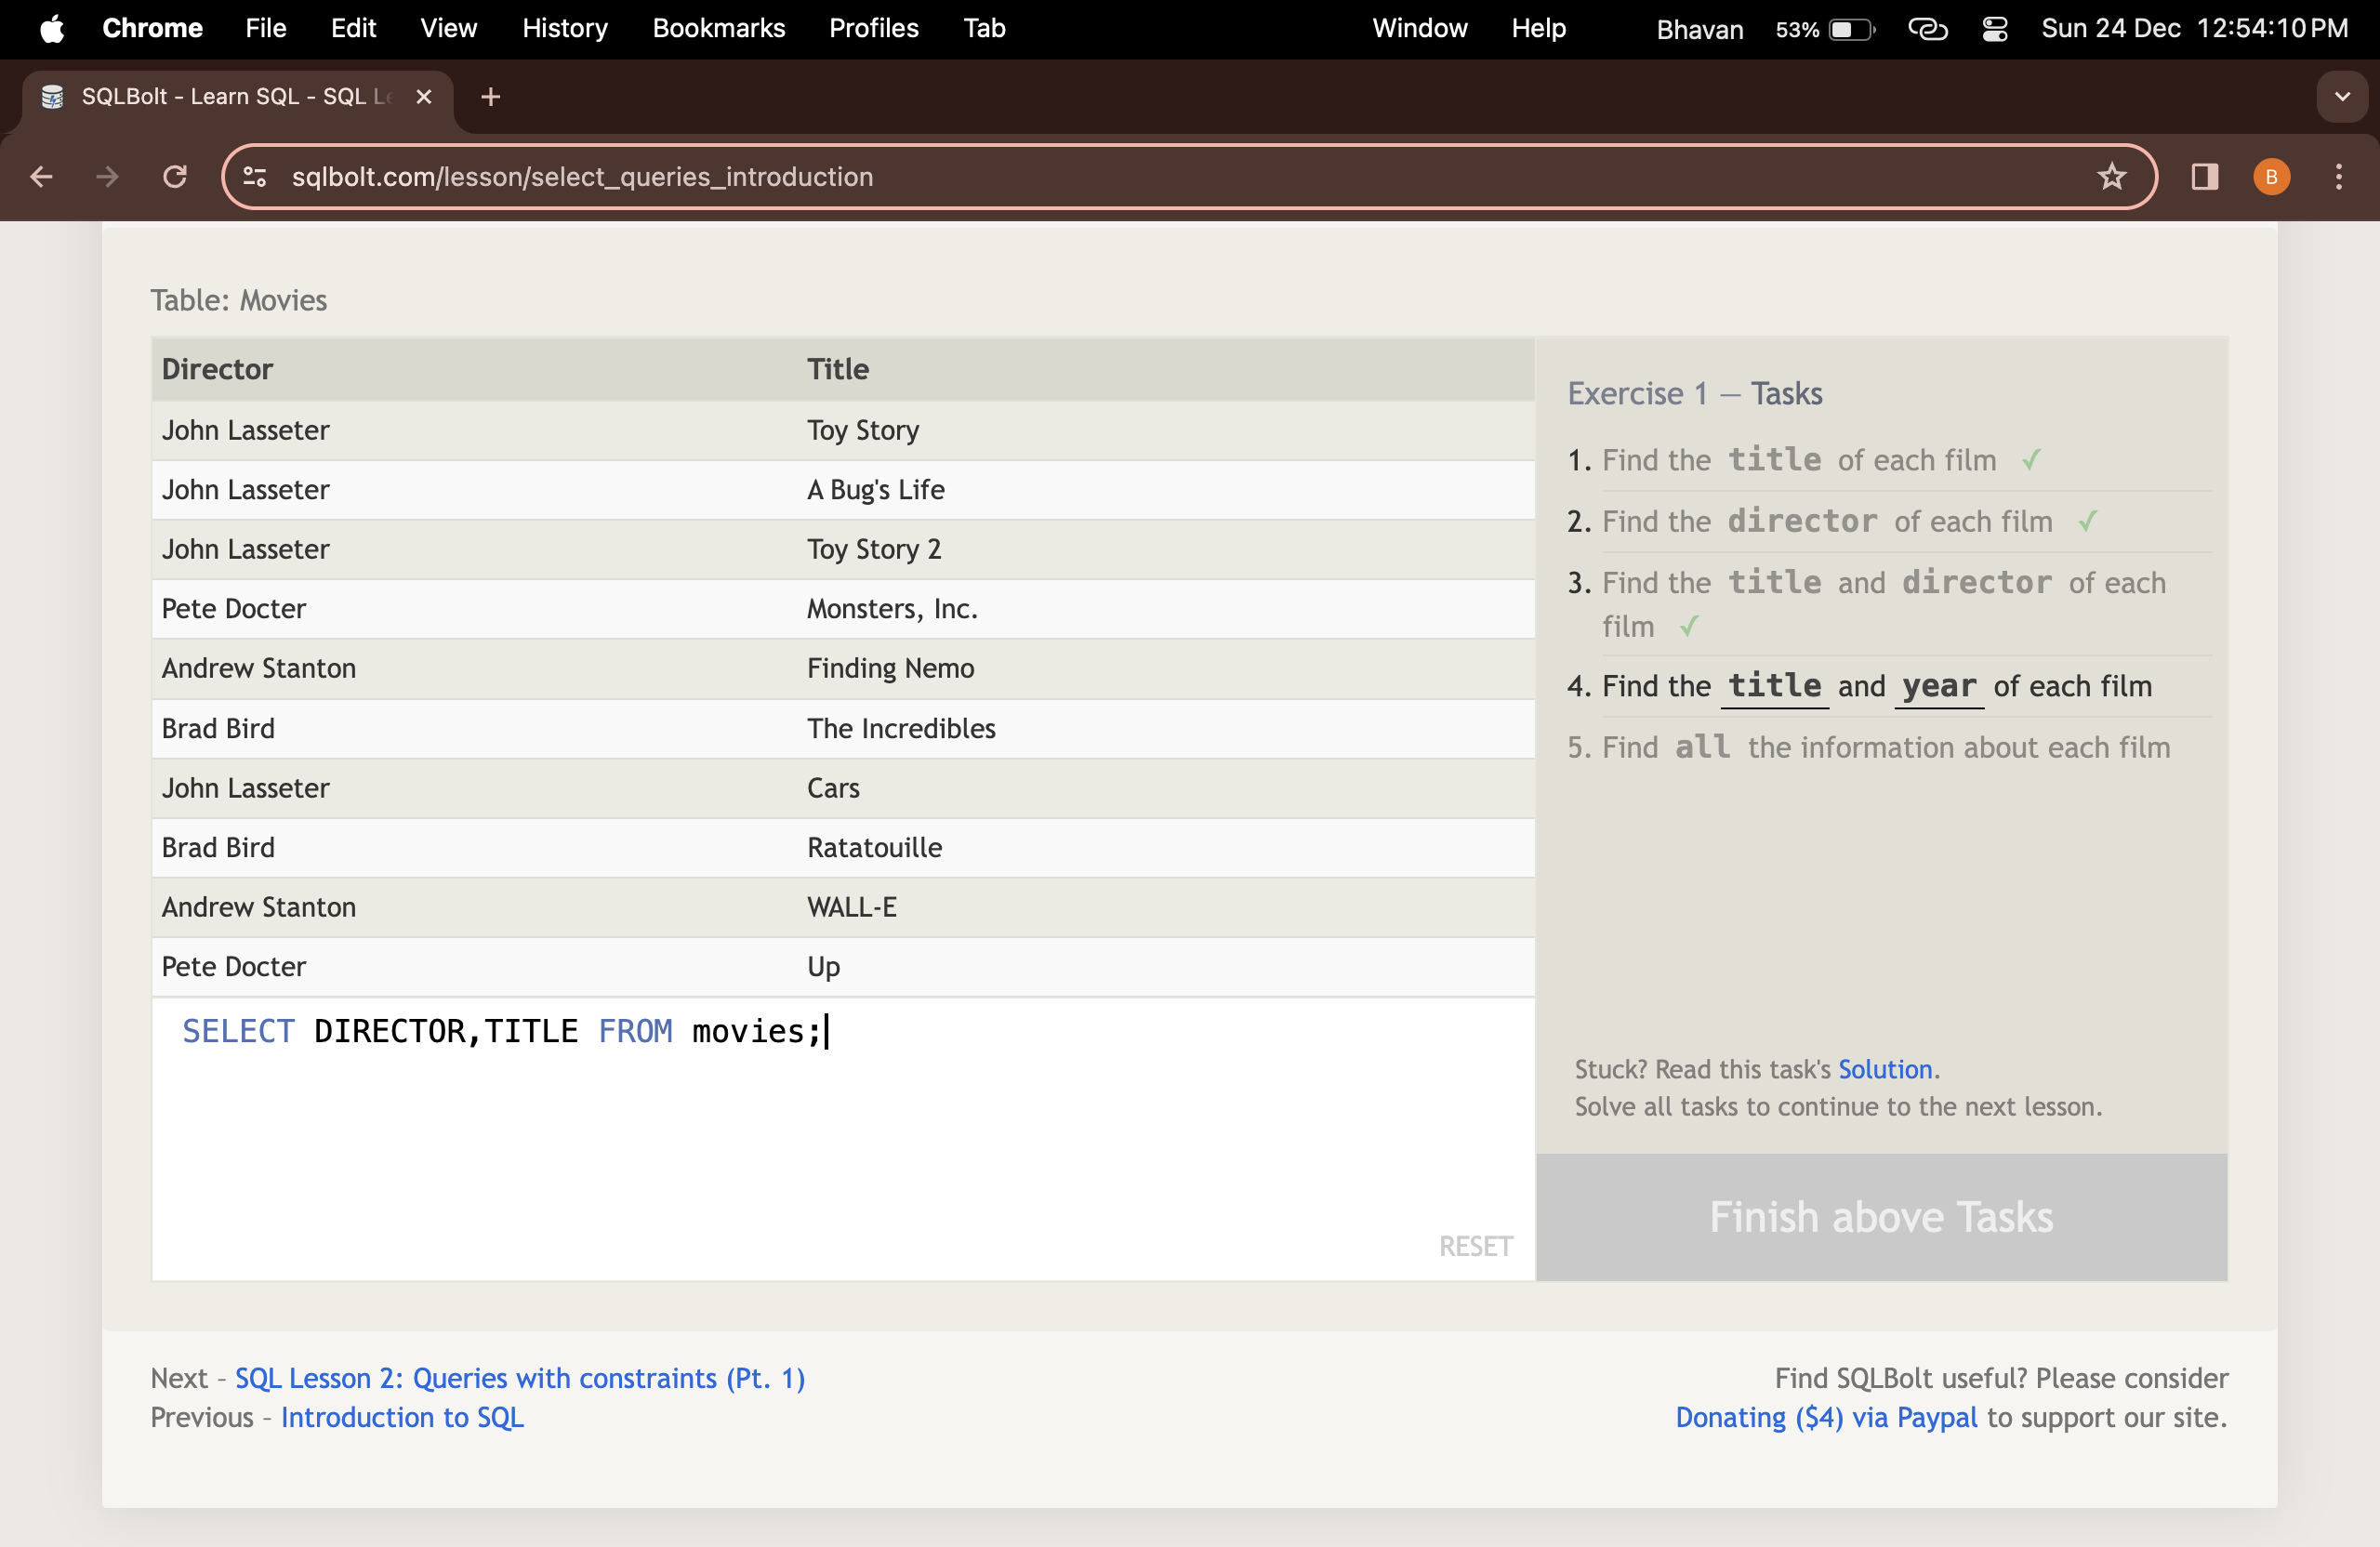 Chrome File Edit View History Bookmarks Profiles Tab Window Help Bhavan 53% Sun 24 Dec 12:54:10 PM
SQLBolt - Learn SQL - SQL
sqlbolt.com/lesson/select_queries_introduction
B
Table: Movies
Director Title
John Lasseter Toy Story
John Lasseter A Bug's Life
John Lasseter Toy Story 2
Pete Docter Monsters, Inc.
Andrew Stanton Finding Nemo
Brad Bird The Incredibles
John Lasseter Cars
Brad Bird Ratatouille
Andrew Stanton WALL-E
Pete Docter Up
SELECT DIRECTOR,TITLE FROM movies;
RESET
Exercise 1 — Tasks
1. Find the title of each film ✓
2. Find the director of each film ✓
3. Find the title and director of each
film ✓
4. Find the title and year of each film
5. Find all the information about each film
Stuck? Read this task's Solution.
Solve all tasks to continue to the next lesson.
Finish above Tasks
Next – SQL Lesson 2: Queries with constraints (Pt. 1)
Previous – Introduction to SQL
Find SQLBolt useful? Please consider
Donating ($4) via Paypal to support our site.